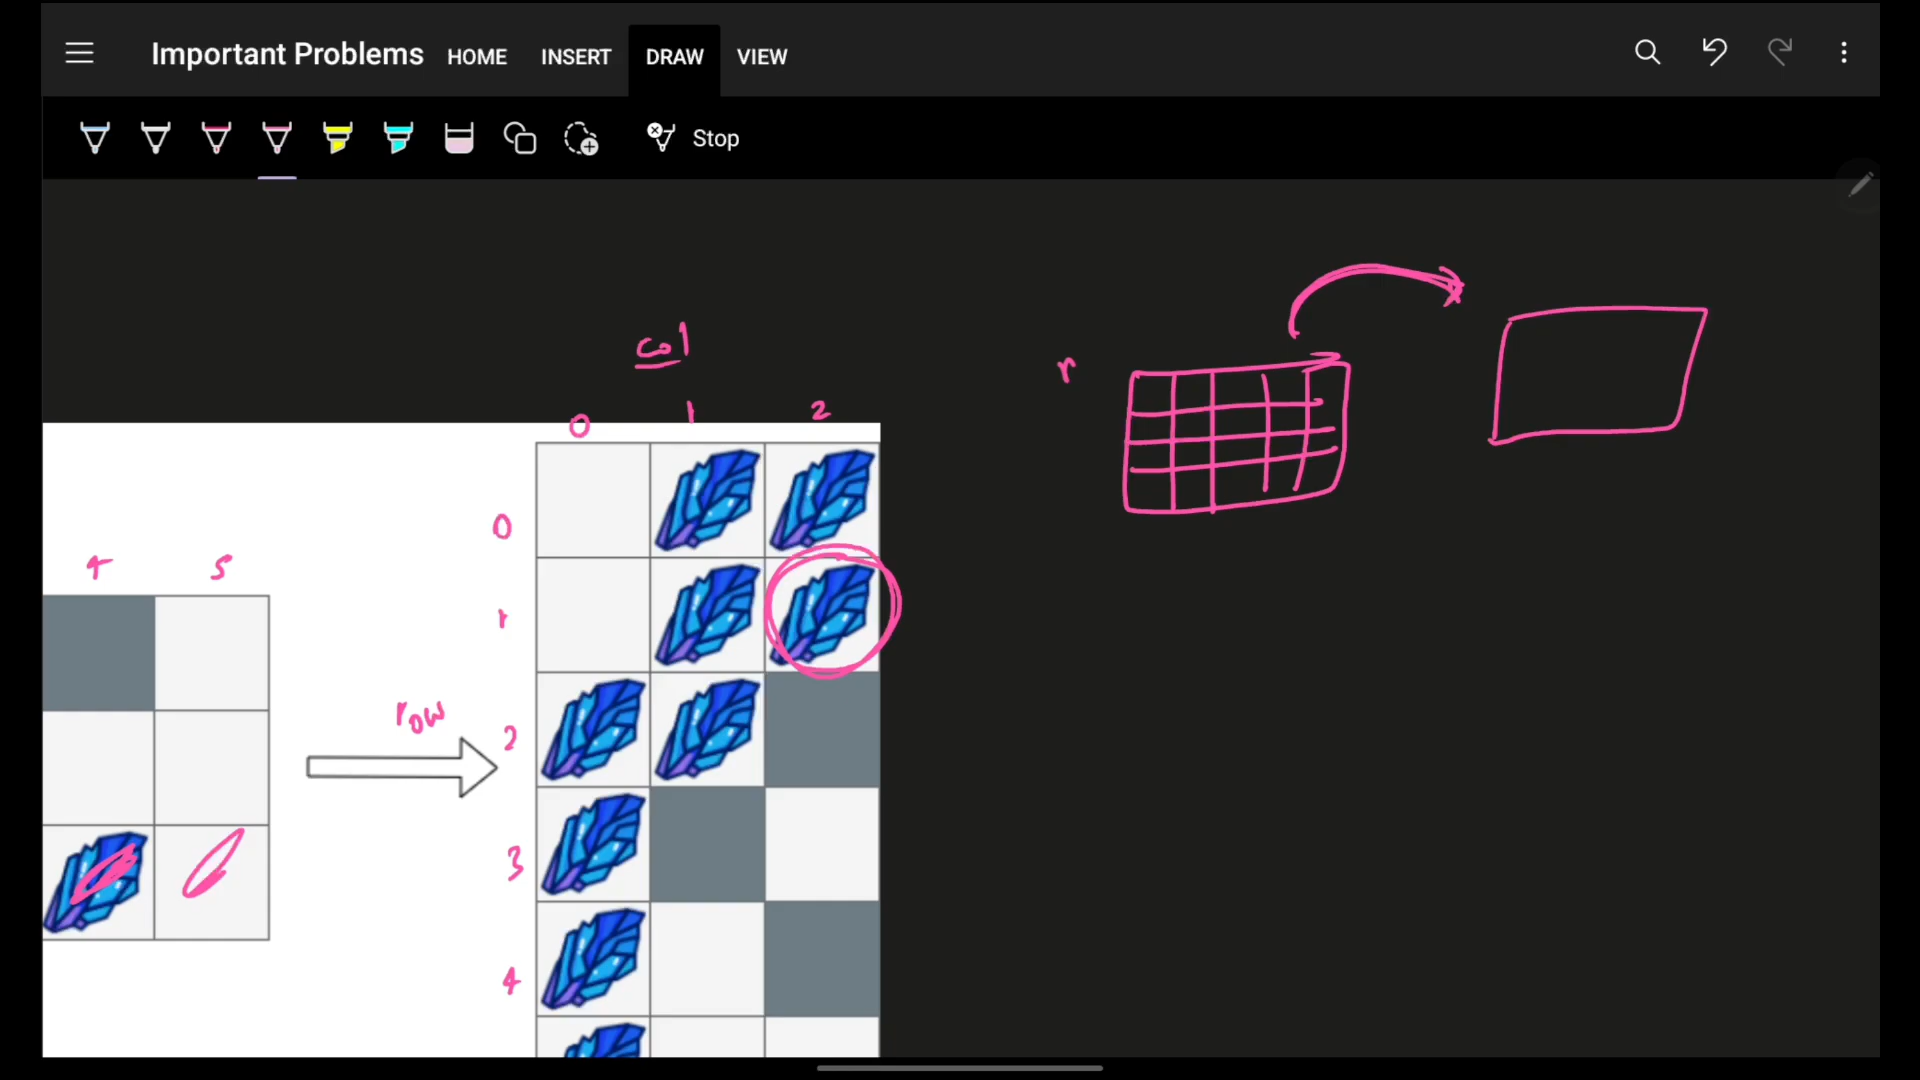 Important Problems HOME INSERT DRAW VIEW
Stop
col
r
0 1 2
0
4 5
1
row
2
3
4